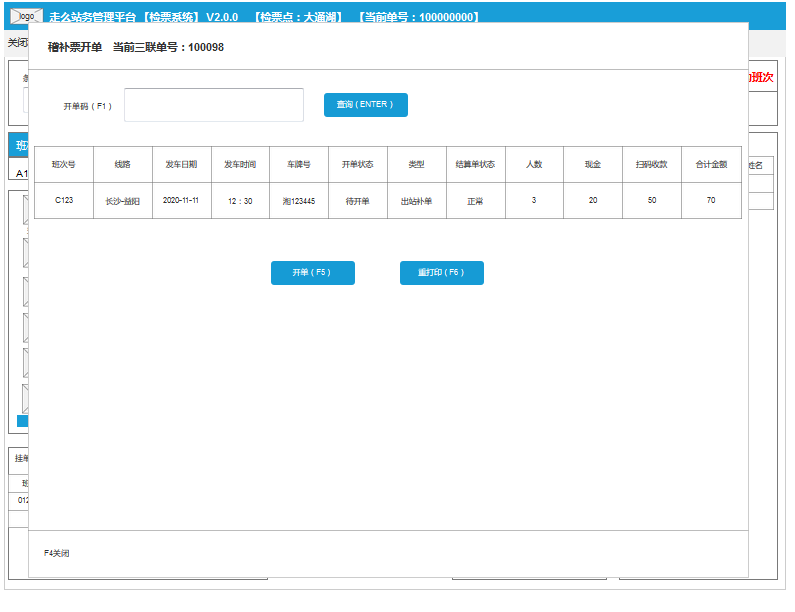 logo 走么站务管理平台 【检票系统】 V2.0.0 【检票点：大通湖】 【当前单号：100000000】
关闭
稽补票开单 当前三联单号：100098
班次
开单码（F1） 查询（ENTER）
班次号 线路 发车日期 发车时间 车牌号 开单状态 类型 结算单状态 人数 现金 扫码收款 合计金额
姓名
A1
C123 长沙-益阳 2020-11-11 12：30 湘123445 待开单 出站补单 正常 3 20 50 70
开单（F5） 重打印（F6）
挂单
班
012
F4关闭